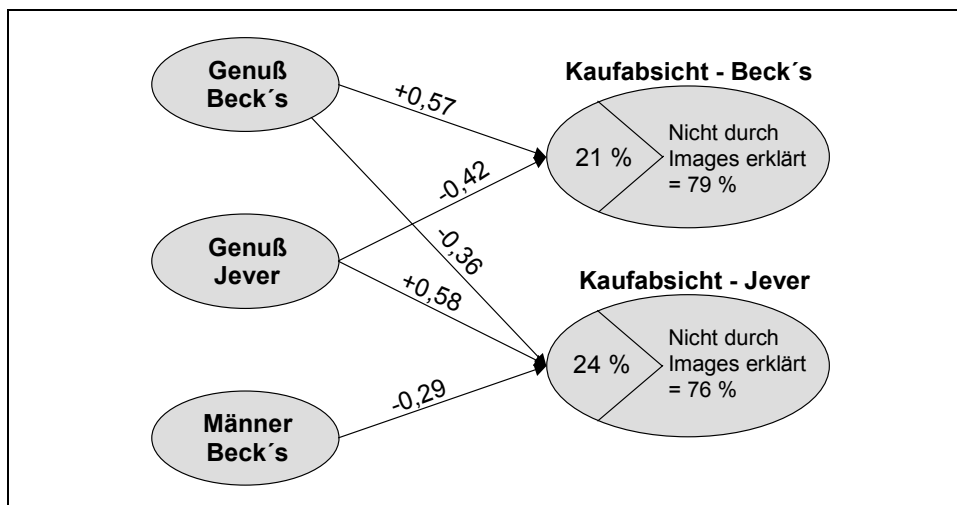 Genuß
Beck´s
+0,57
Kaufabsicht - Beck´s
21 %
Nicht durch
Images erklärt
= 79 %
-0,42
Genuß
Jever
-0,36
+0,58
Kaufabsicht - Jever
24 %
Nicht durch
Images erklärt
= 76 %
-0,29
Männer
Beck´s